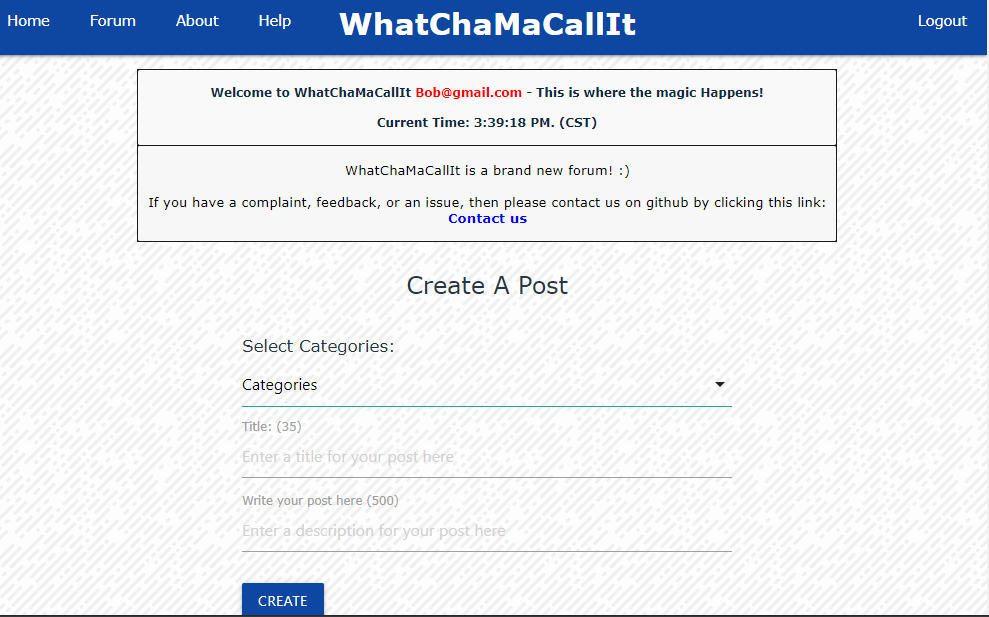 Home Forum About Help WhatChaMaCallIt Logout
Welcome to WhatChaMaCallIt Bob@gmail.com - This is where the magic Happens!
Current Time: 3:39:18 PM. (CST)
WhatChaMaCallIt is a brand new forum! :)
If you have a complaint, feedback, or an issue, then please contact us on github by clicking this link:
Contact us
Create A Post
Select Categories:
Categories
Title: (35)
Enter a title for your post here
Write your post here (500)
Enter a description for your post here
CREATE